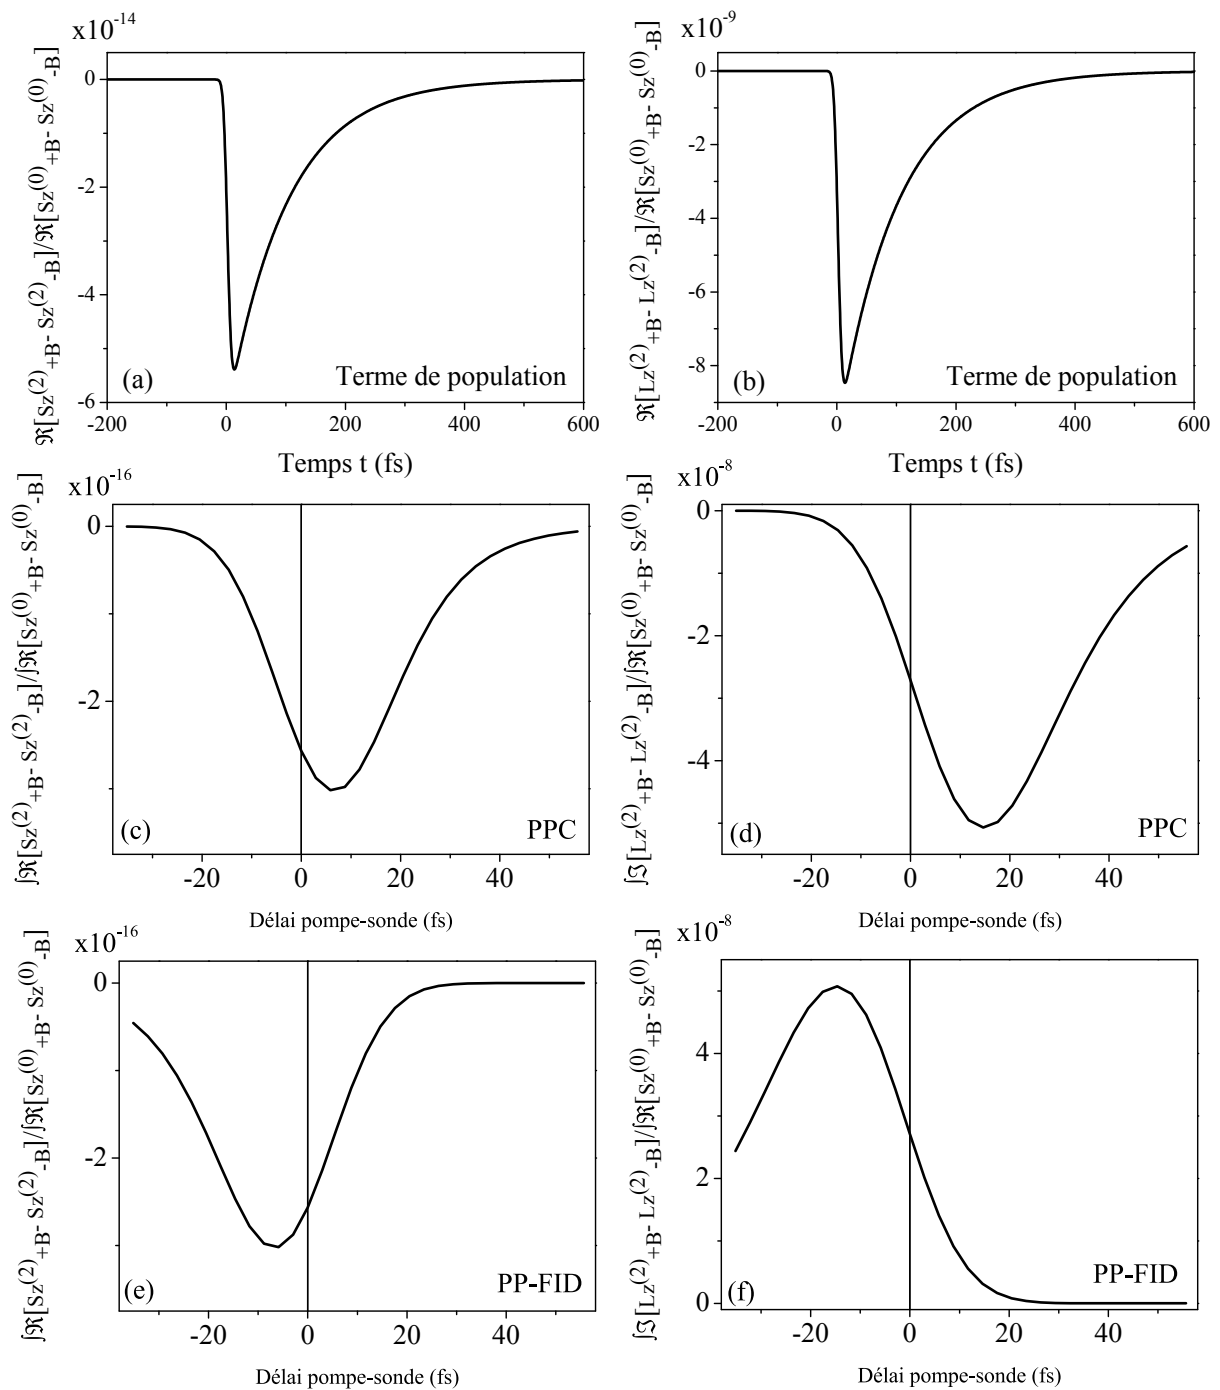 x10^-14
ℜ[Sz^(2)_+B - Sz^(2)_-B]/ℜ[Sz^(0)_+B - Sz^(0)_-B]
0
-2
-4
-6
-200
0
200
400
600
(a)
Terme de population
Temps t (fs)
x10^-9
ℜ[Lz^(2)_+B - Lz^(2)_-B]/ℜ[Sz^(0)_+B - Sz^(0)_-B]
0
-2
-4
-6
-8
-200
0
200
400
600
(b)
Terme de population
Temps t (fs)
x10^-16
∫ℜ[Sz^(2)_+B - Sz^(2)_-B]/∫ℜ[Sz^(0)_+B - Sz^(0)_-B]
0
-2
-20
0
20
40
(c)
PPC
Délai pompe-sonde (fs)
x10^-8
∫ℑ[Lz^(2)_+B - Lz^(2)_-B]/∫ℜ[Sz^(0)_+B - Sz^(0)_-B]
0
-2
-4
-20
0
20
40
(d)
PPC
Délai pompe-sonde (fs)
x10^-16
∫ℜ[Sz^(2)_+B - Sz^(2)_-B]/∫ℜ[Sz^(0)_+B - Sz^(0)_-B]
0
-2
-20
0
20
40
(e)
PP-FID
Délai pompe-sonde (fs)
x10^-8
∫ℑ[Lz^(2)_+B - Lz^(2)_-B]/∫ℜ[Sz^(0)_+B - Sz^(0)_-B]
4
2
0
-20
0
20
40
(f)
PP-FID
Délai pompe-sonde (fs)